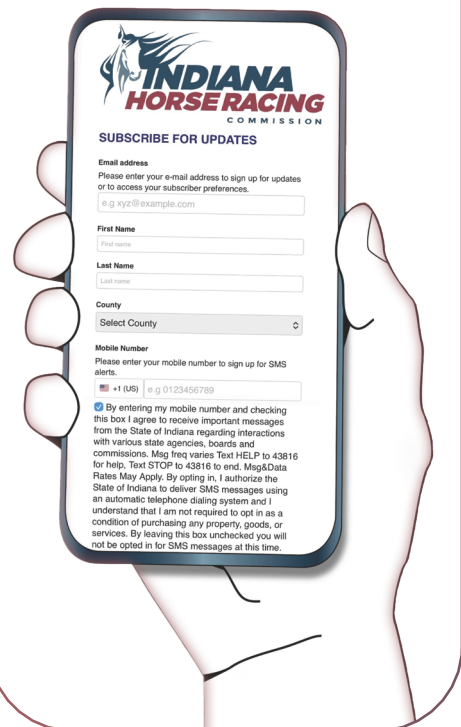 INDIANA
HORSE RACING
COMMISSION
SUBSCRIBE FOR UPDATES
Email address
Please enter your e-mail address to sign up for updates
or to access your subscriber preferences.
e.g xyz@example.com
First Name
First name
Last Name
Last name
County
Select County
Mobile Number
Please enter your mobile number to sign up for SMS
alerts.
+1 (US) e.g 0123456789
By entering my mobile number and checking
this box I agree to receive important messages
from the State of Indiana regarding interactions
with various state agencies, boards and
commissions. Msg freq varies Text HELP to 43816
for help, Text STOP to 43816 to end. Msg&Data
Rates May Apply. By opting in, I authorize the
State of Indiana to deliver SMS messages using
an automatic telephone dialing system and I
understand that I am not required to opt in as a
condition of purchasing any property, goods, or
services. By leaving this box unchecked you will
not be opted in for SMS messages at this time.